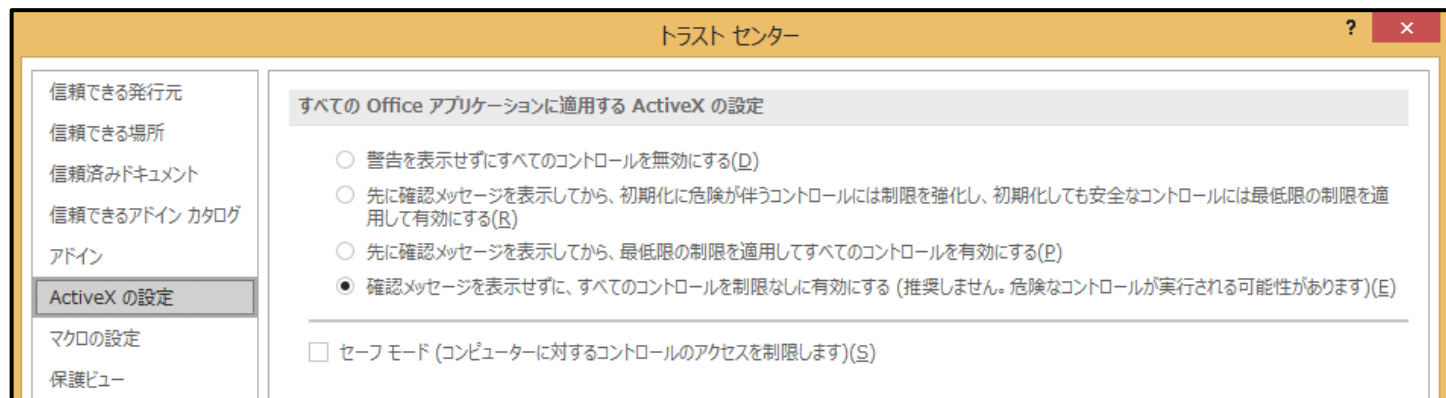 トラスト センター
?
×
信頼できる発行元
信頼できる場所
信頼済みドキュメント
信頼できるアドイン カタログ
アドイン
ActiveX の設定
マクロの設定
保護ビュー
すべての Office アプリケーションに適用する ActiveX の設定
警告を表示せずにすべてのコントロールを無効にする(D)
先に確認メッセージを表示してから、初期化に危険が伴うコントロールには制限を強化し、初期化しても安全なコントロールには最低限の制限を適
用して有効にする(R)
先に確認メッセージを表示してから、最低限の制限を適用してすべてのコントロールを有効にする(P)
確認メッセージを表示せずに、すべてのコントロールを制限なしに有効にする (推奨しません。危険なコントロールが実行される可能性があります)(E)
セーフ モード (コンピューターに対するコントロールのアクセスを制限します)(S)